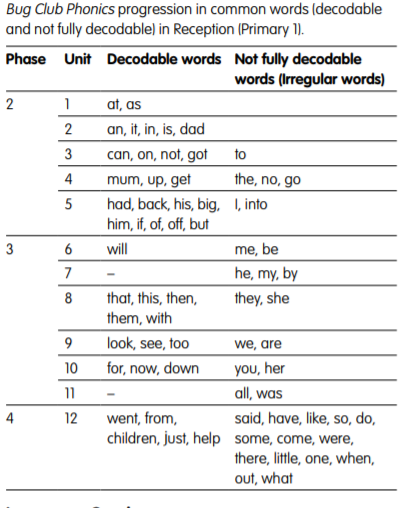 Bug Club Phonics progression in common words (decodable
and not fully decodable) in Reception (Primary 1).
Phase Unit Decodable words Not fully decodable
words (Irregular words)
2 1 at, as
2 an, it, in, is, dad
3 can, on, not, got to
4 mum, up, get the, no, go
5 had, back, his, big, I, into
him, if, of, off, but
3 6 will me, be
7 – he, my, by
8 that, this, then, they, she
them, with
9 look, see, too we, are
10 for, now, down you, her
11 – all, was
4 12 went, from, said, have, like, so, do,
children, just, help some, come, were,
there, little, one, when,
out, what